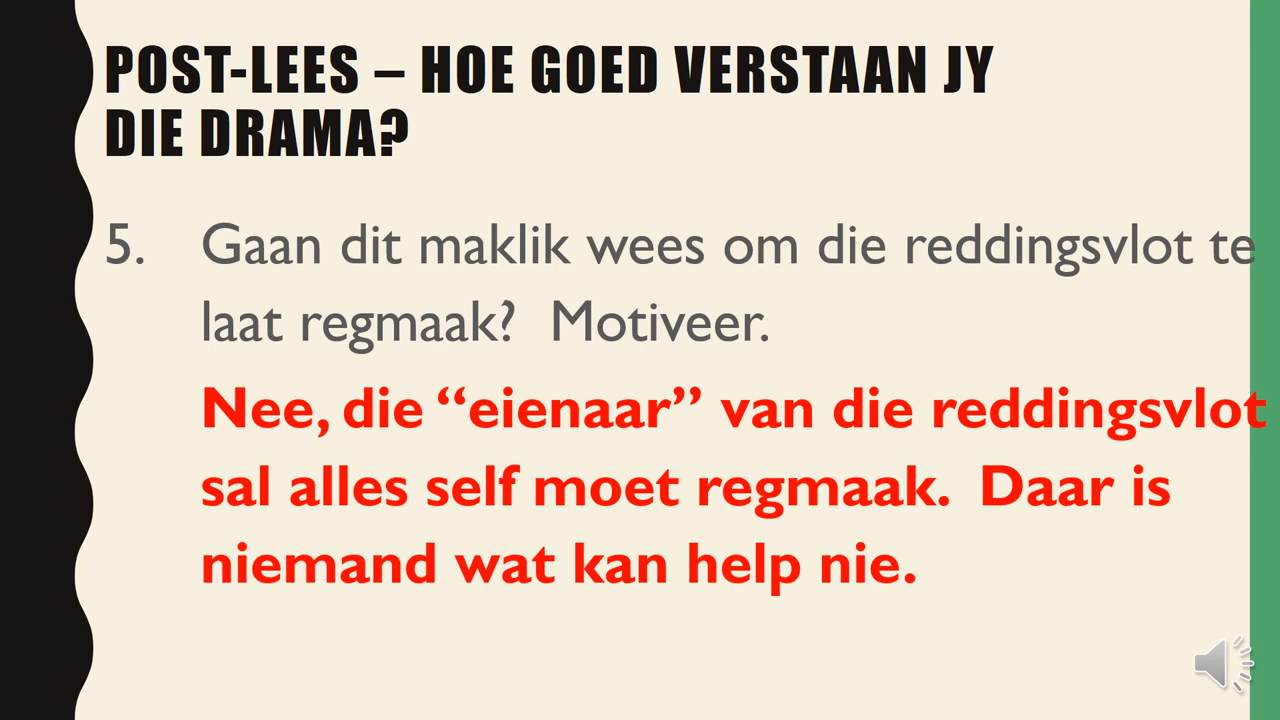 POST-LEES – HOE GOED VERSTAAN JY
DIE DRAMA?
5. Gaan dit maklik wees om die reddingsvlot te
laat regmaak? Motiveer.
Nee, die “eienaar” van die reddingsvlot
sal alles self moet regmaak. Daar is
niemand wat kan help nie.